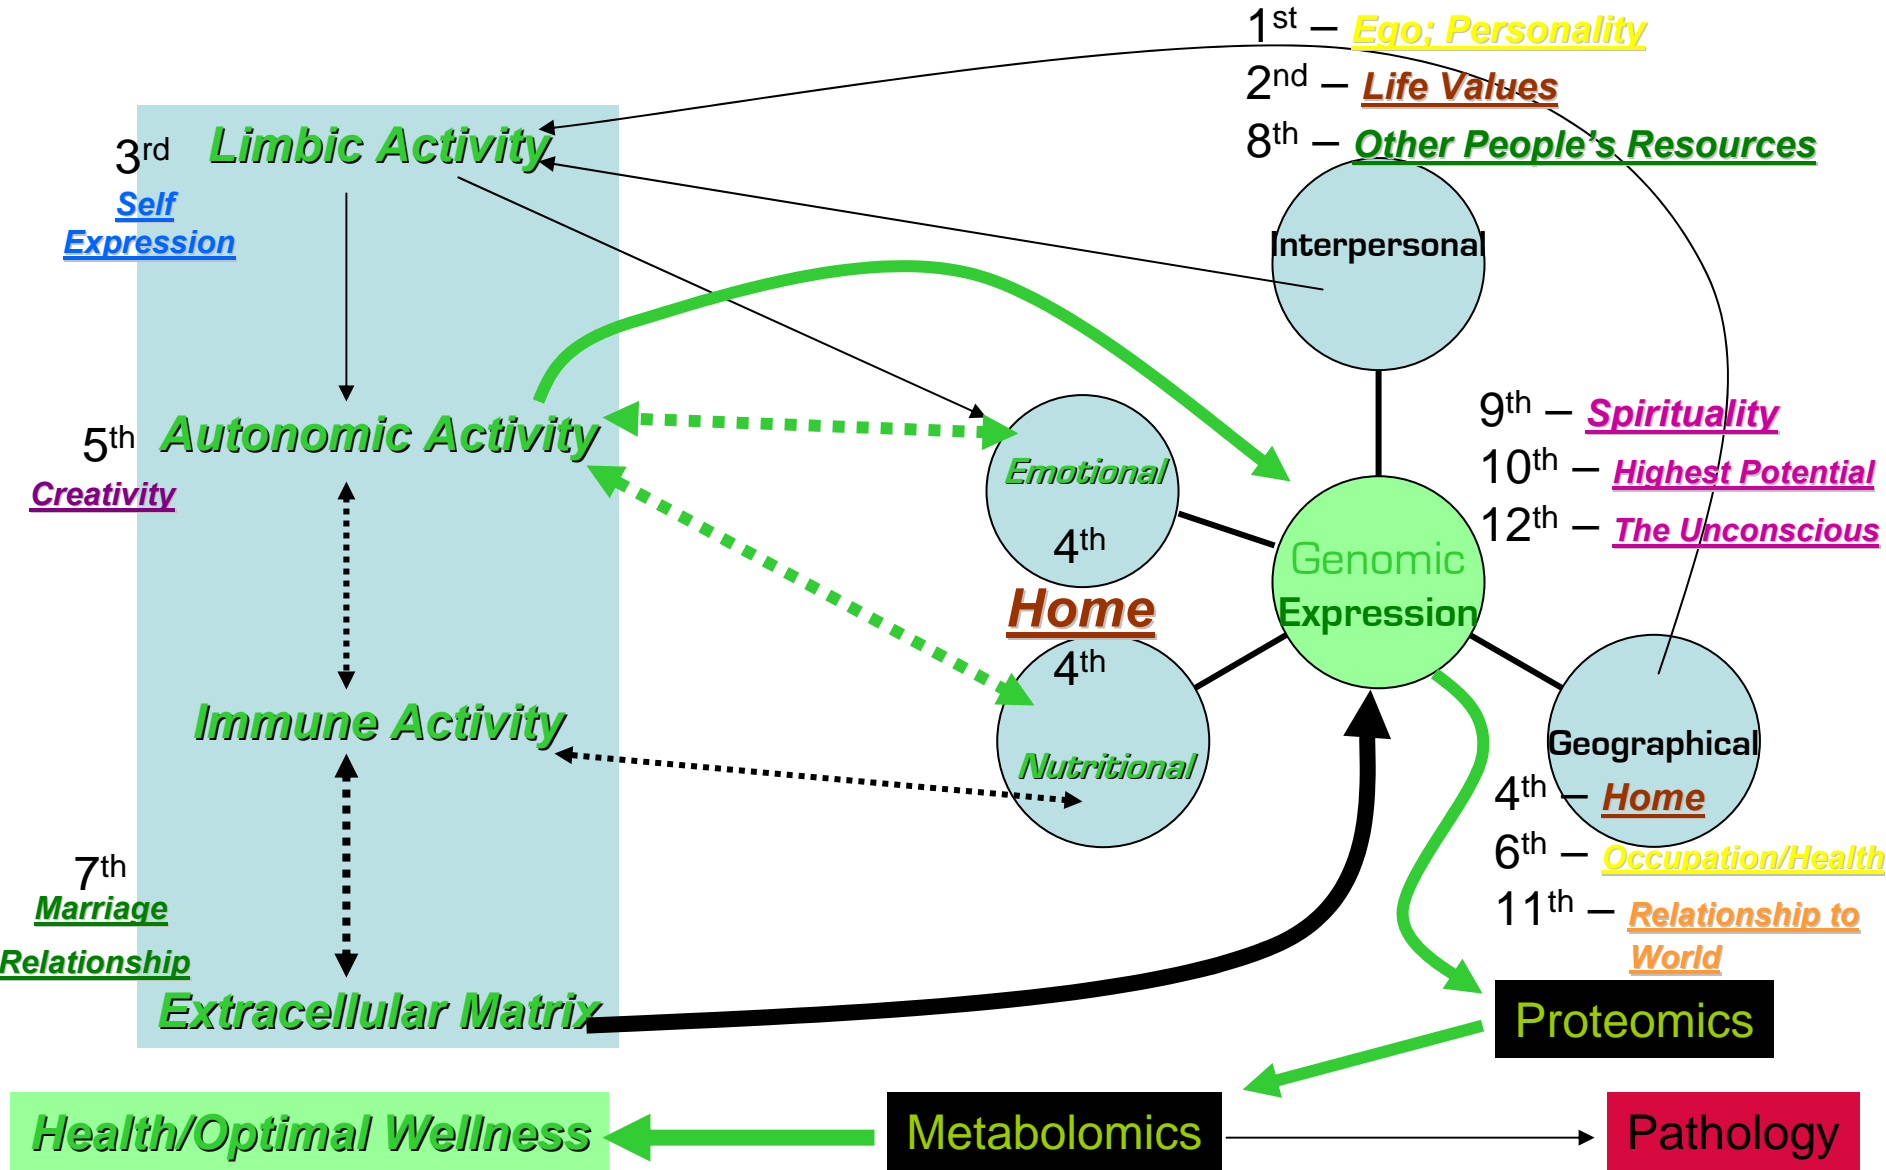 1st – Ego; Personality
2nd – Life Values
8th – Other People's Resources
Limbic Activity
3rd
Self
Expression
Interpersonal
Autonomic Activity
5th
Creativity
Emotional
4th
Home
4th
Nutritional
9th – Spirituality
10th – Highest Potential
12th – The Unconscious
Genomic
Expression
Immune Activity
Geographical
4th – Home
6th – Occupation/Health
11th – Relationship to
World
7th
Marriage
Relationship
Extracellular Matrix
Proteomics
Health/Optimal Wellness
Metabolomics
Pathology